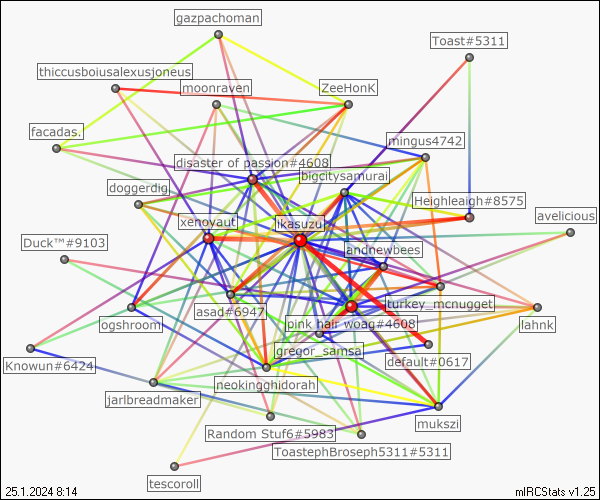 gazpachoman
Toast#5311
thiccusboiusalexusjoneus
moonraven
ZeeHonK
facadas.
mingus4742
disaster of passion#4608
bigcitysamurai
doggerdig
Heighleaigh#8575
avelicious
xenoyaut
ikasuzu
Duck™#9103
andnewbees
asad#6947
turkey_mcnugget
ogshroom
pink hair woag#4608
lahnk
gregor_samsa
Knowun#6424
default#0617
neokingghidorah
jarlbreadmaker
mukszi
Random Stuf6#5983
ToastephBroseph5311#5311
tescoroll
25.1.2024 8:14
mIRCStats v1.25